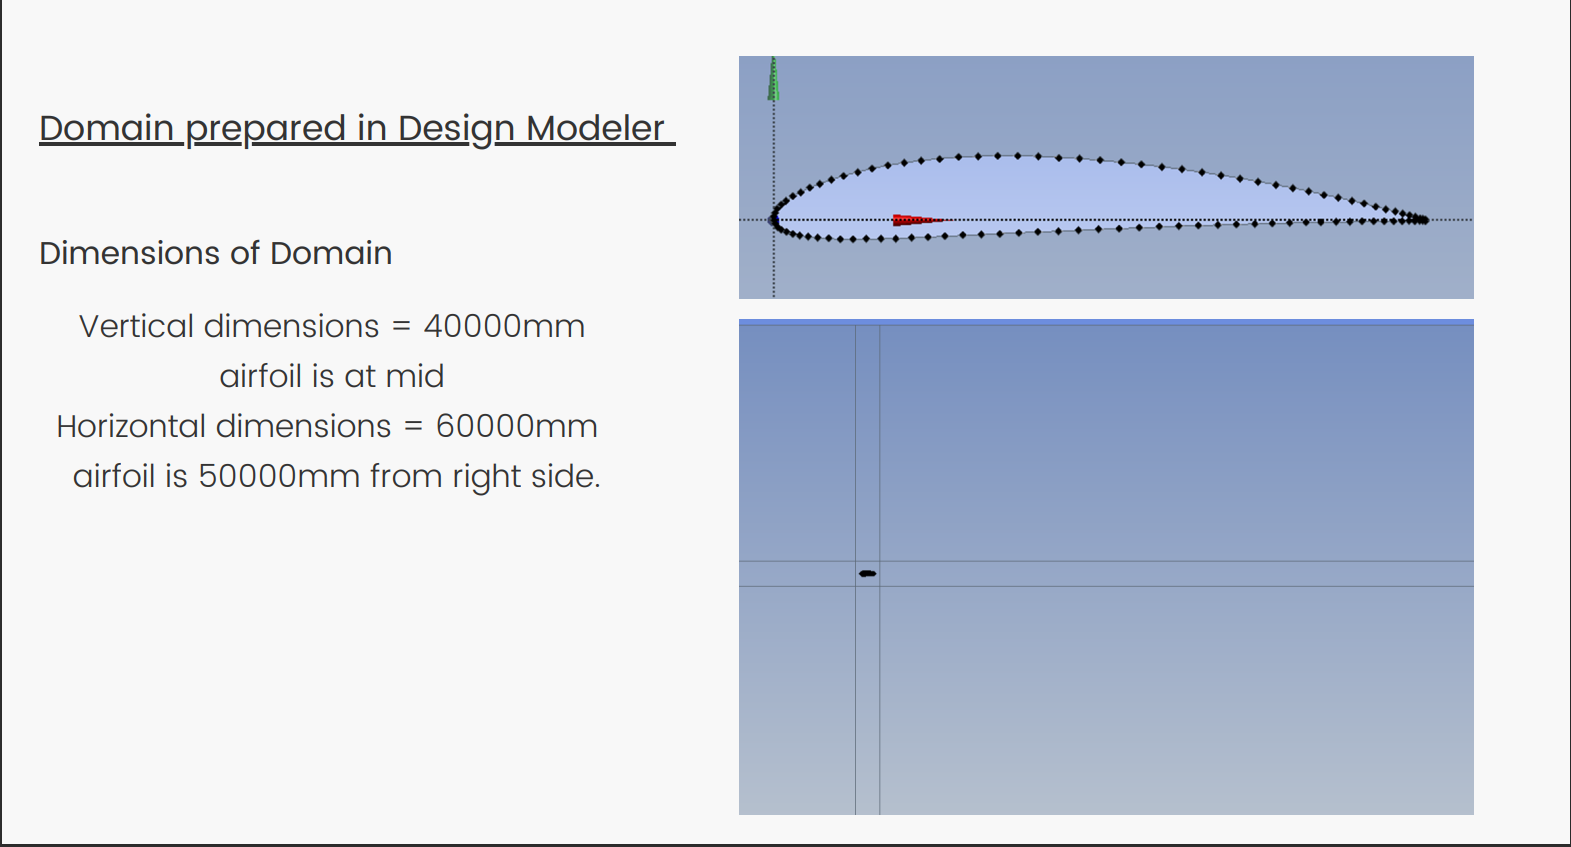 Domain prepared in Design Modeler
Dimensions of Domain
Vertical dimensions = 40000mm
airfoil is at mid
Horizontal dimensions = 60000mm
airfoil is 50000mm from right side.